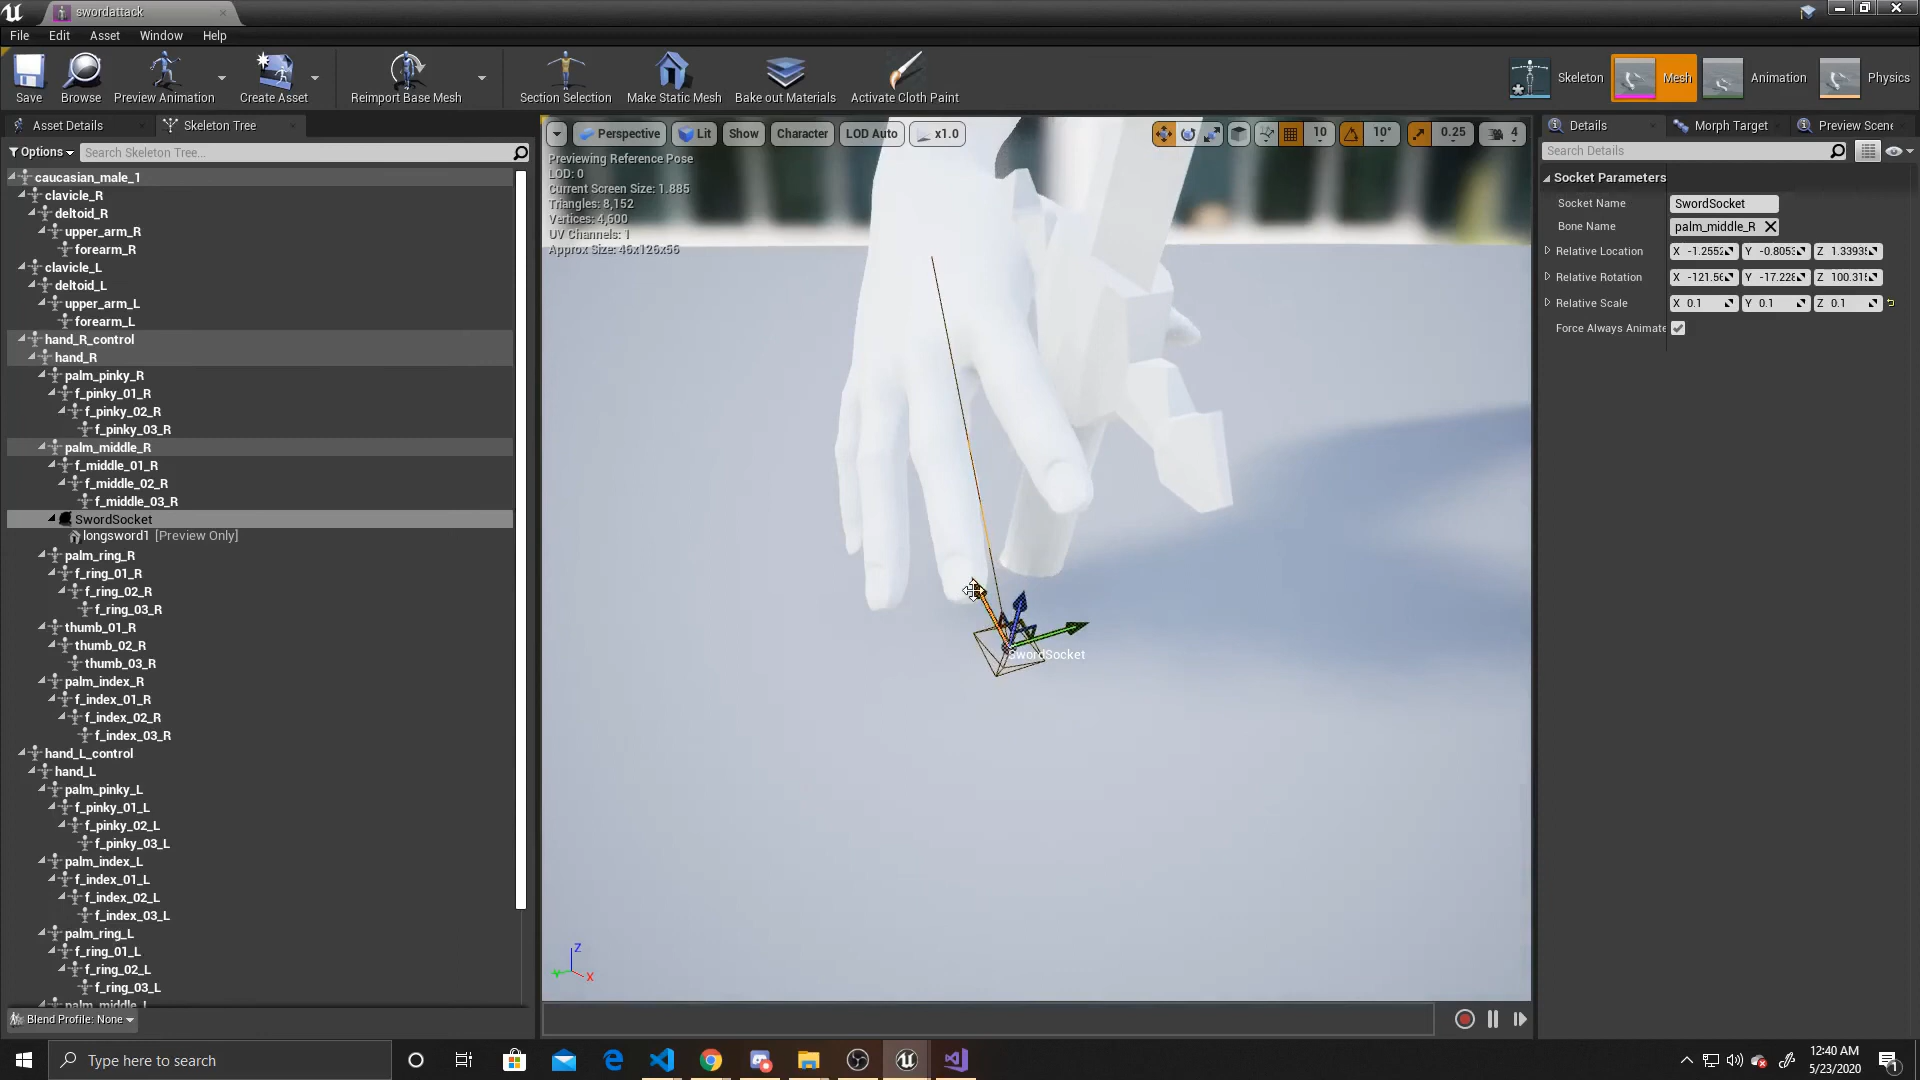 swordattack
File Edit Asset Window Help
Save Browse Preview Animation Create Asset Reimport Base Mesh Section Selection Make Static Mesh Bake out Materials Activate Cloth Paint Skeleton Mesh Animation Physics
Asset Details Skeleton Tree
Options Search Skeleton Tree...
caucasian_male_1
clavicle_R
deltoid_R
upper_arm_R
forearm_R
clavicle_L
deltoid_L
upper_arm_L
forearm_L
hand_R_control
hand_R
palm_pinky_R
f_pinky_01_R
f_pinky_02_R
f_pinky_03_R
palm_middle_R
f_middle_01_R
f_middle_02_R
f_middle_03_R
SwordSocket
longsword1 [Preview Only]
palm_ring_R
f_ring_01_R
f_ring_02_R
f_ring_03_R
thumb_01_R
thumb_02_R
thumb_03_R
palm_index_R
f_index_01_R
f_index_02_R
f_index_03_R
hand_L_control
hand_L
palm_pinky_L
f_pinky_01_L
f_pinky_02_L
f_pinky_03_L
palm_index_L
f_index_01_L
f_index_02_L
f_index_03_L
palm_ring_L
f_ring_01_L
f_ring_02_L
f_ring_03_L
Blend Profile: None
Perspective Lit Show Character LOD Auto x1.0 10 10° 0.25 4
Previewing Reference Pose
LOD: 0
Current Screen Size: 1.885
Triangles: 8,152
Vertices: 4,600
UV Channels: 1
Approx Size: 46x126x56
SwordSocket
Z
Y X
Details Morph Target Preview Scene
Search Details
Socket Parameters
Socket Name SwordSocket
Bone Name palm_middle_R
Relative Location X -1.255 Y -0.805 Z 1.339
Relative Rotation X -121.56 Y -17.22 Z 100.31
Relative Scale X 0.1 Y 0.1 Z 0.1
Force Always Animate
Type here to search
12:40 AM
5/23/2020
1